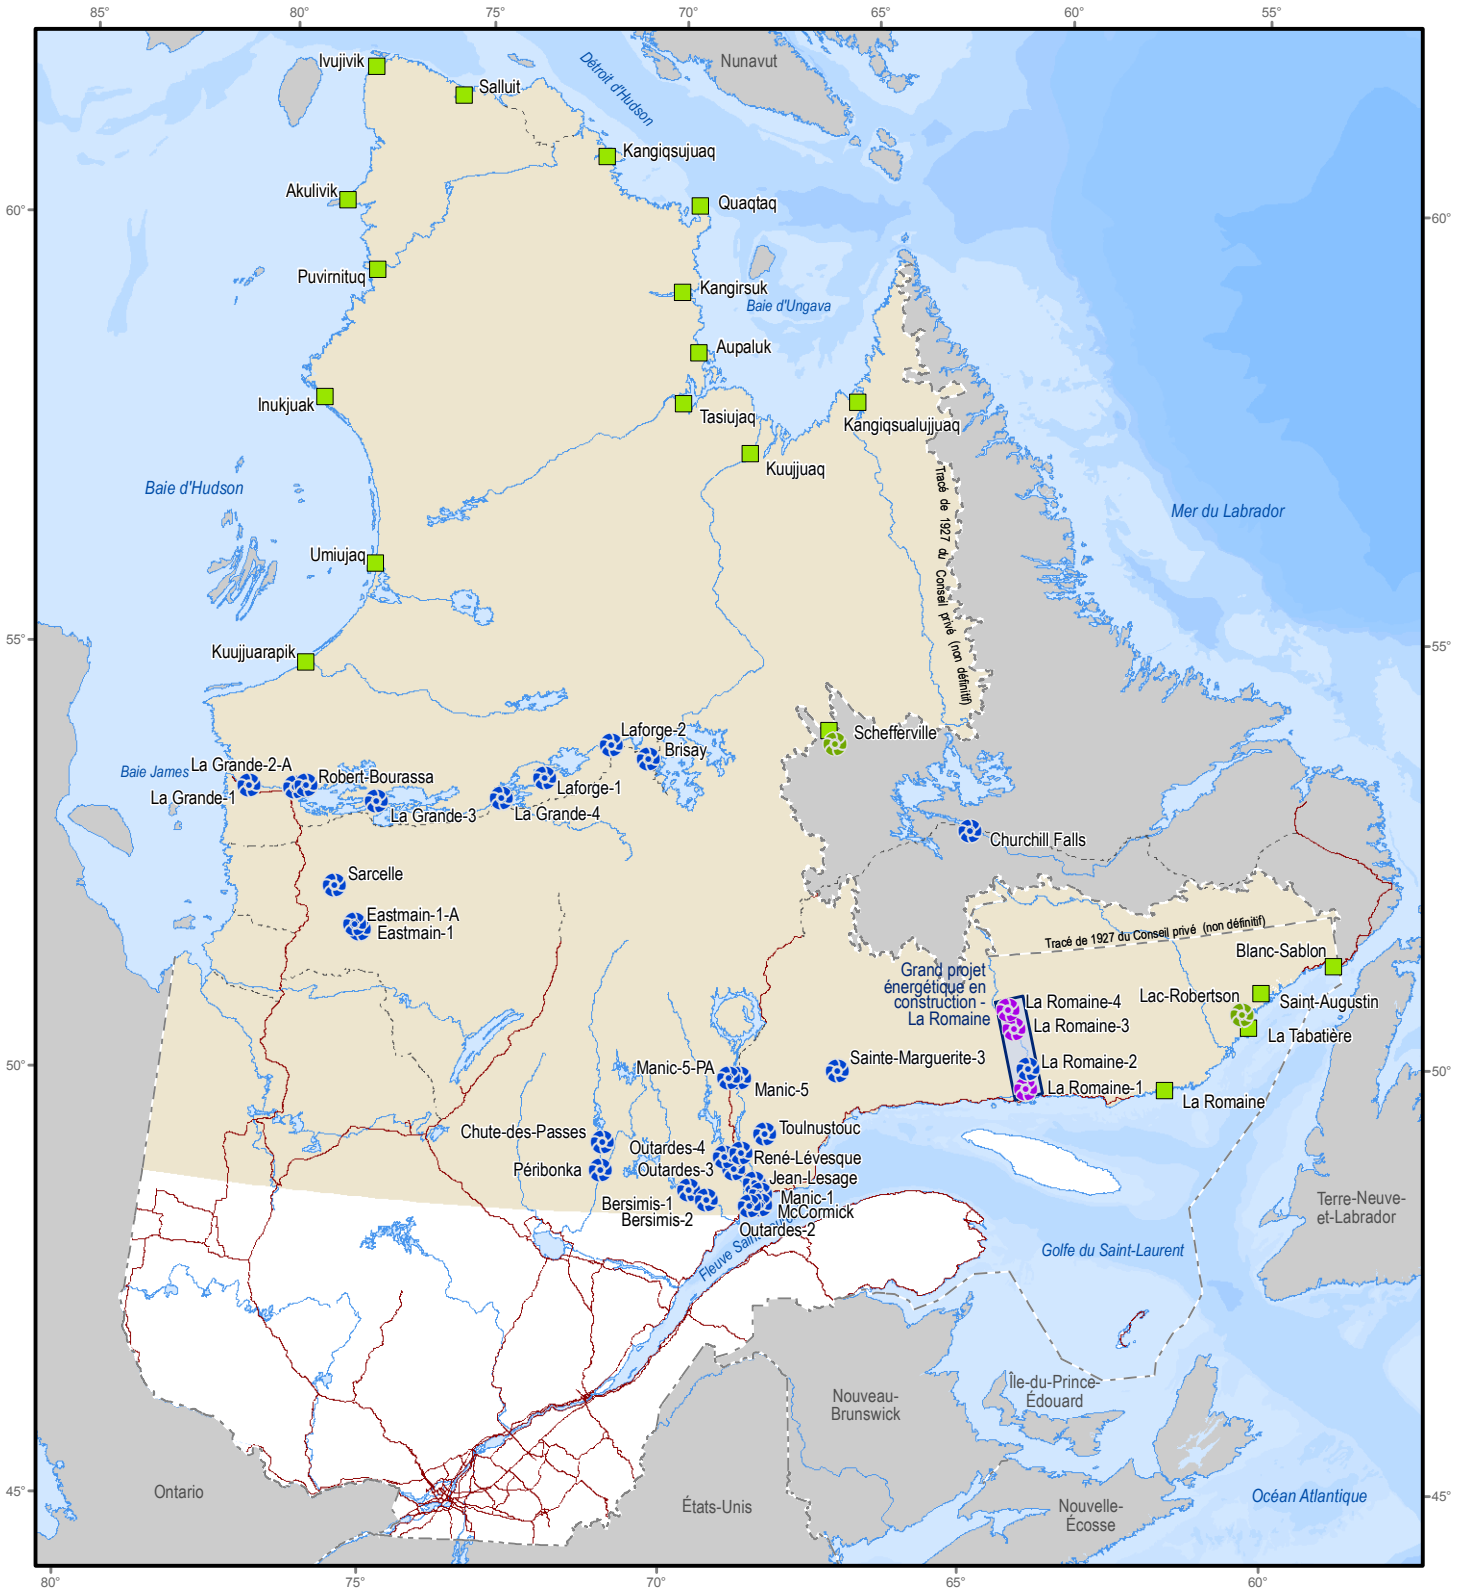 85°
80°
75°
70°
65°
60°
55°
Ivujivik
Nunavut
Détroit d'Hudson
Salluit
Kangiqsujuaq
Akulivik
Quaqtaq
60°
60°
Puvirnituq
Kangirsuk
Baie d'Ungava
Aupaluk
Inukjuak
Tasiujaq
Kangiqsualujjuaq
Kuujjuaq
Baie d'Hudson
Mer du Labrador
Tracé de 1927 du Conseil privé (non définitif)
Umiujaq
55°
55°
Kuujjuarapik
Laforge-2
Schefferville
Brisay
La Grande-2-A
Baie James
Robert-Bourassa
La Grande-1
Laforge-1
La Grande-3
La Grande-4
Churchill Falls
Sarcelle
Eastmain-1-A
Eastmain-1
Tracé de 1927 du Conseil privé (non définitif)
Blanc-Sablon
Grand projet
énergétique en
construction -
La Romaine
La Romaine-4
Lac-Robertson
Saint-Augustin
La Romaine-3
La Tabatière
Sainte-Marguerite-3
La Romaine-2
50°
50°
Manic-5-PA
Manic-5
La Romaine-1
La Romaine
Toulnustouc
Chute-des-Passes
Outardes-4
René-Lévesque
Péribonka
Outardes-3
Jean-Lesage
Manic-1
Bersimis-1
McCormick
Bersimis-2
Outardes-2
Fleuve
Terre-Neuve-
et-Labrador
Golfe du Saint-Laurent
Île-du-Prince-
Édouard
Nouveau-
Brunswick
Ontario
États-Unis
Nouvelle-
Écosse
Océan Atlantique
45°
45°
80°
75°
70°
65°
60°